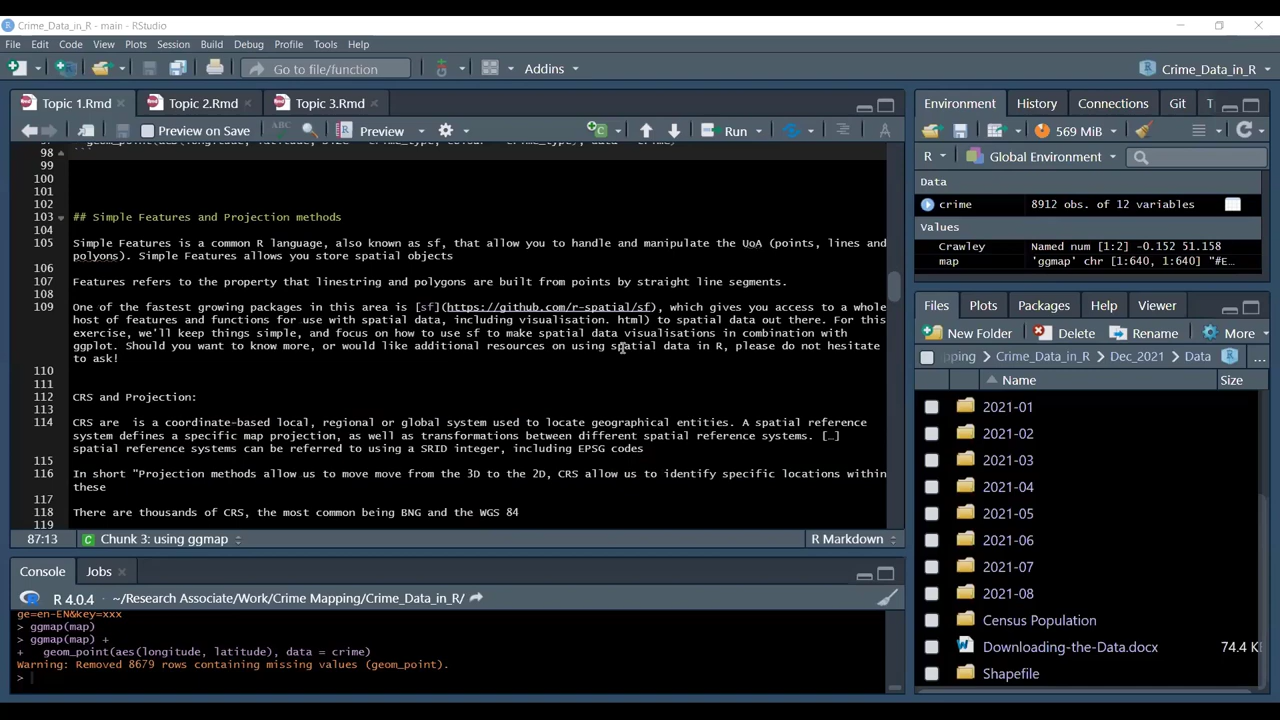 Crime_Data_in_R - main - RStudio
File Edit Code View Plots Session Build Debug Profile Tools Help
Go to file/function
Addins
Crime_Data_in_R
Topic 1.Rmd
Topic 2.Rmd
Topic 3.Rmd
Preview on Save
ABC
Preview
Run
98 ```
99
100
101
102
103 ## Simple Features and Projection methods
104
105 Simple Features is a common R language, also known as sf, that allow you to handle and manipulate the UoA (points, lines and
polyons). Simple Features allows you store spatial objects
106
107 Features refers to the property that linestring and polygons are built from points by straight line segments.
108
109 One of the fastest growing packages in this area is [sf](https://github.com/r-spatial/sf), which gives you access to a whole
host of features and functions for use with spatial data, including visualisation. html) to spatial data out there. For this
exercise, we'll keep things simple, and focus on how to use sf to make spatial data visualisations in combination with
ggplot. Should you want to know more, or would like additional resources on using spatial data in R, please do not hesitate
to ask!
110
111
112 CRS and Projection:
113
114 CRS are  is a coordinate-based local, regional or global system used to locate geographical entities. A spatial reference
system defines a specific map projection, as well as transformations between different spatial reference systems. […]
spatial reference systems can be referred to using a SRID integer, including EPSG codes
115
116 In short "Projection methods allow us to move move from the 3D to the 2D, CRS allow us to identify specific locations within
these
117
118 There are thousands of CRS, the most common being BNG and the WGS 84
119
87:13 Chunk 3: using ggmap
R Markdown
Console Jobs
R 4.0.4 · ~/Research Associate/Work/Crime Mapping/Crime_Data_in_R/
ge=en-EN&key=xxx
> ggmap(map)
> ggmap(map) +
+   geom_point(aes(longitude, latitude), data = crime)
Warning: Removed 8679 rows containing missing values (geom_point).
>
Environment History Connections Git T
569 MiB
R Global Environment
Data
crime 8912 obs. of 12 variables
Values
Crawley Named num [1:2] -0.152 51.158
map 'ggmap' chr [1:640, 1:640] "#E…
Files Plots Packages Help Viewer
New Folder Delete Rename More
pping Crime_Data_in_R Dec_2021 Data ...
Name Size
2021-01
2021-02
2021-03
2021-04
2021-05
2021-06
2021-07
2021-08
Census Population
Downloading-the-Data.docx 74.4 K
Shapefile